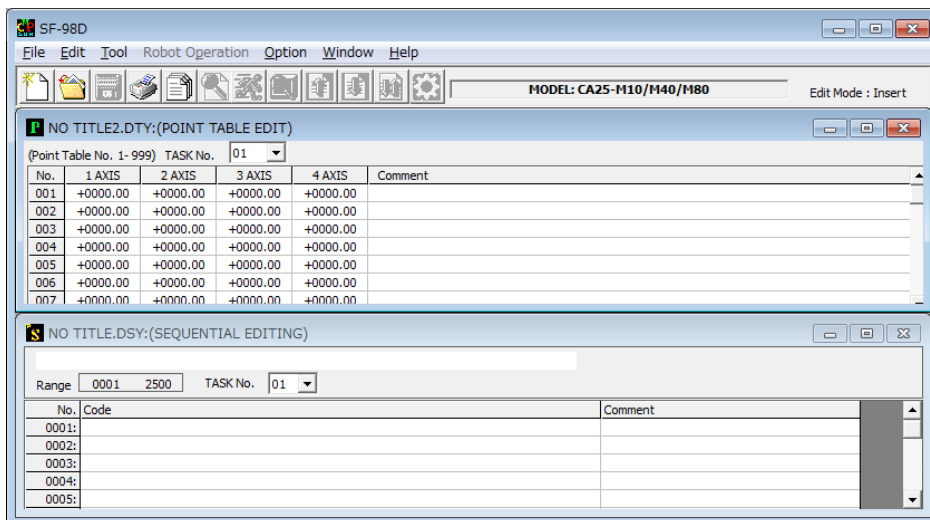 SF-98D
File Edit Tool Robot Operation Option Window Help
MODEL: CA25-M10/M40/M80 Edit Mode : Insert
P NO TITLE2.DTY:(POINT TABLE EDIT)
(Point Table No. 1- 999) TASK No. 01
No. 1 AXIS 2 AXIS 3 AXIS 4 AXIS Comment
001 +0000.00 +0000.00 +0000.00 +0000.00
002 +0000.00 +0000.00 +0000.00 +0000.00
003 +0000.00 +0000.00 +0000.00 +0000.00
004 +0000.00 +0000.00 +0000.00 +0000.00
005 +0000.00 +0000.00 +0000.00 +0000.00
006 +0000.00 +0000.00 +0000.00 +0000.00
007 +0000.00 +0000.00 +0000.00 +0000.00
S NO TITLE.DSY:(SEQUENTIAL EDITING)
Range 0001 2500 TASK No. 01
No. Code Comment
0001:
0002:
0003:
0004:
0005: